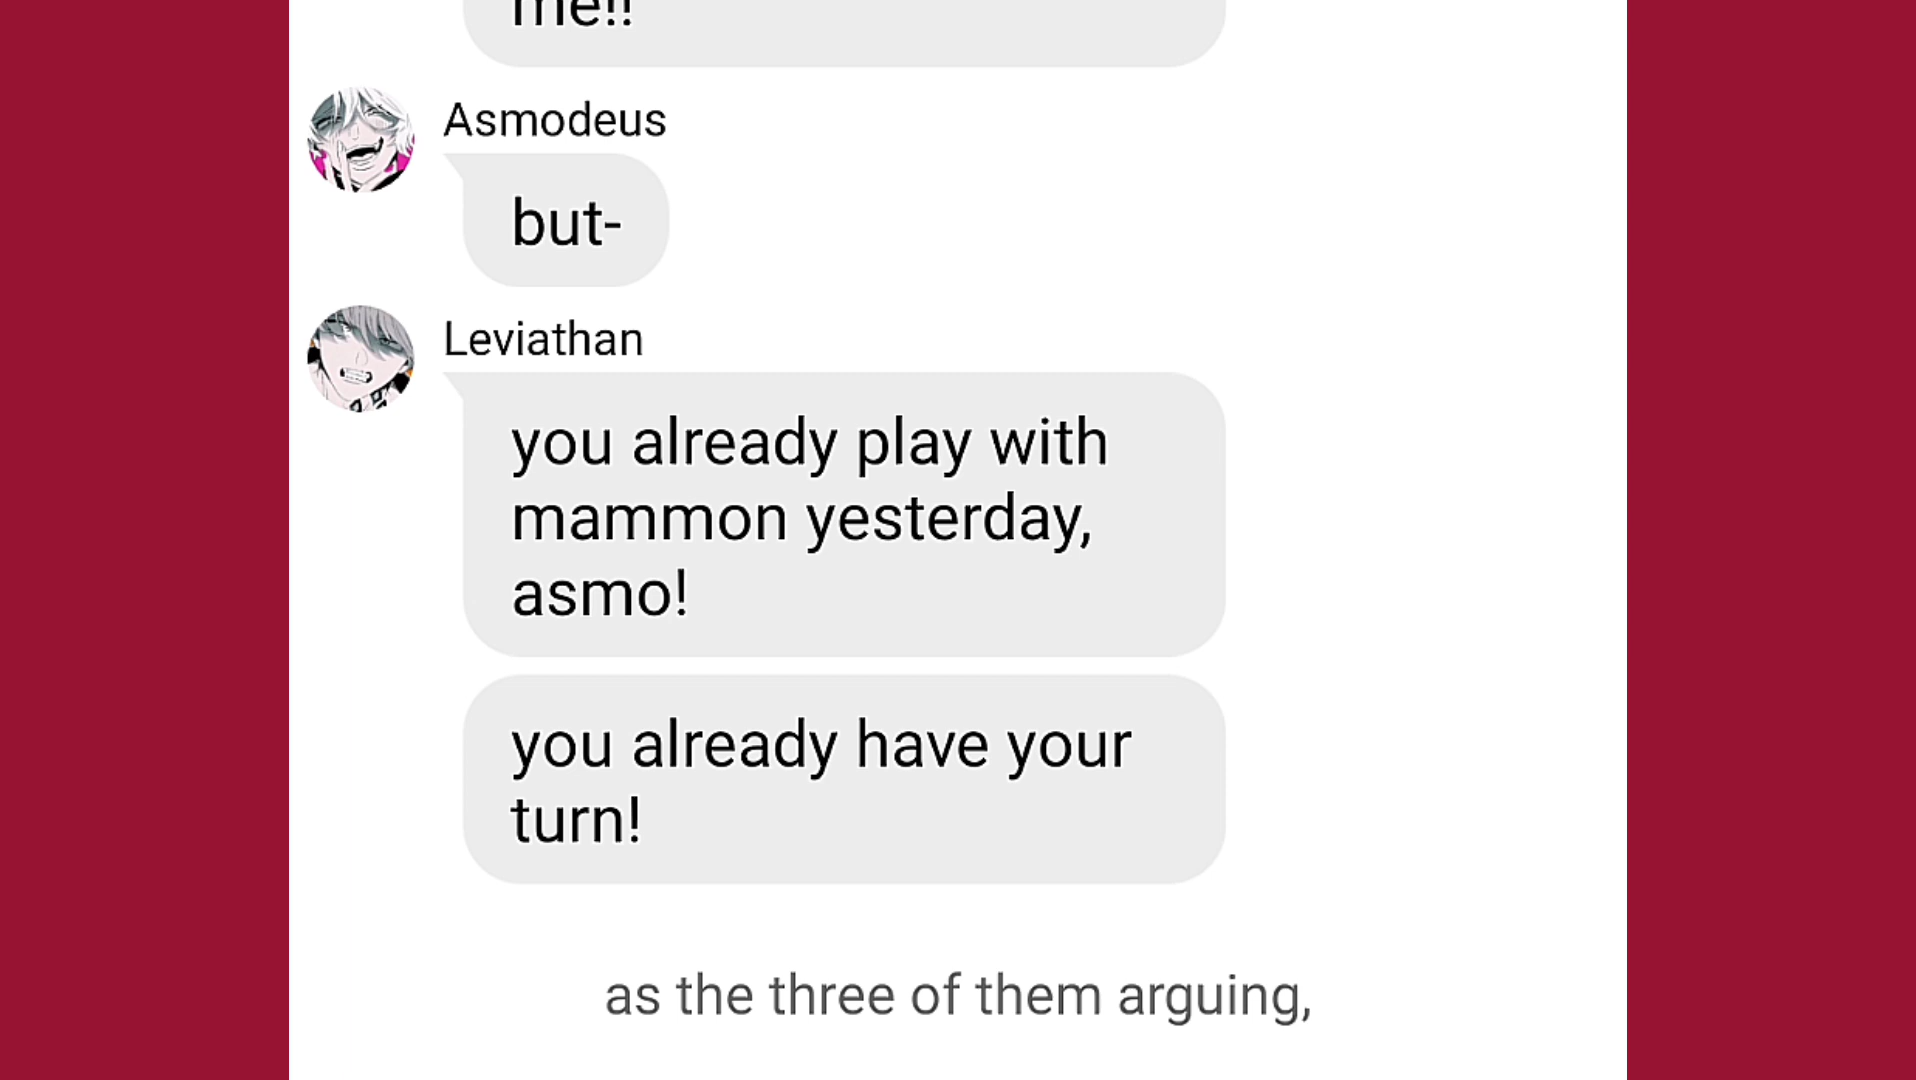 me!!
Asmodeus
but-
Leviathan
you already play with
mammon yesterday,
asmo!
you already have your
turn!
as the three of them arguing,